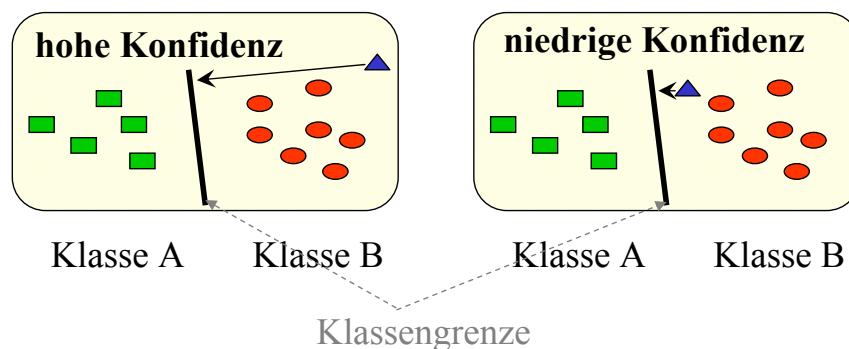 hohe Konfidenz
niedrige Konfidenz
Klasse A
Klasse B
Klasse A
Klasse B
Klassengrenze